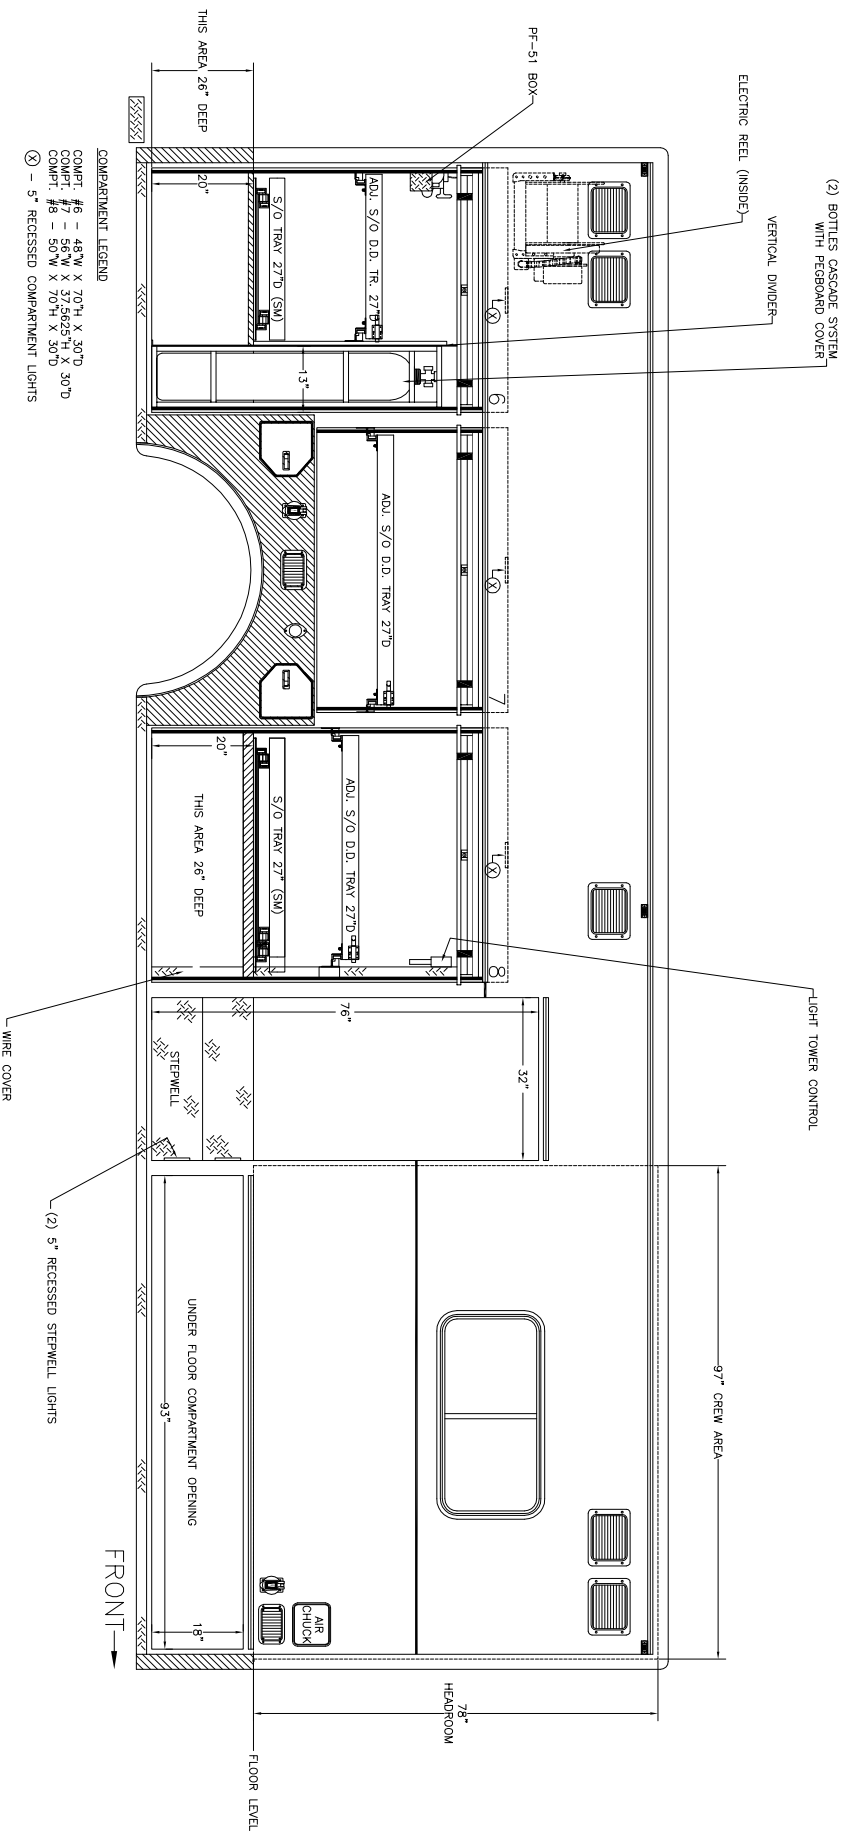 (2) BOTTLES CASCADE SYSTEM
WITH PEGBOARD COVER
VERTICAL DIVIDER
ELECTRIC REEL (INSIDE)
PF-51 BOX
LIGHT TOWER CONTROL
97" CREW AREA
78"
HEADROOM
FLOOR LEVEL
THIS AREA 26" DEEP
20"
S/O TRAY 27"D (SM)
ADJ. S/O D.D. TR. 27"D
13"
6
X
ADJ. S/O D.D. TRAY 27"D
7
X
20"
THIS AREA 26" DEEP
S/O TRAY 27" (SM)
ADJ. S/O D.D. TRAY 27"D
8
X
76"
32"
STEPWELL
93"
UNDER FLOOR COMPARTMENT OPENING
18"
AIR
CHUCK
WIRE COVER
(2) 5" RECESSED STEPWELL LIGHTS
FRONT
COMPARTMENT LEGEND
COMPT. #6 - 48"W X 70"H X 30"D
COMPT. #7 - 56"W X 37.5625"H X 30"D
COMPT. #8 - 50"W X 70"H X 30"D
X - 5" RECESSED COMPARTMENT LIGHTS